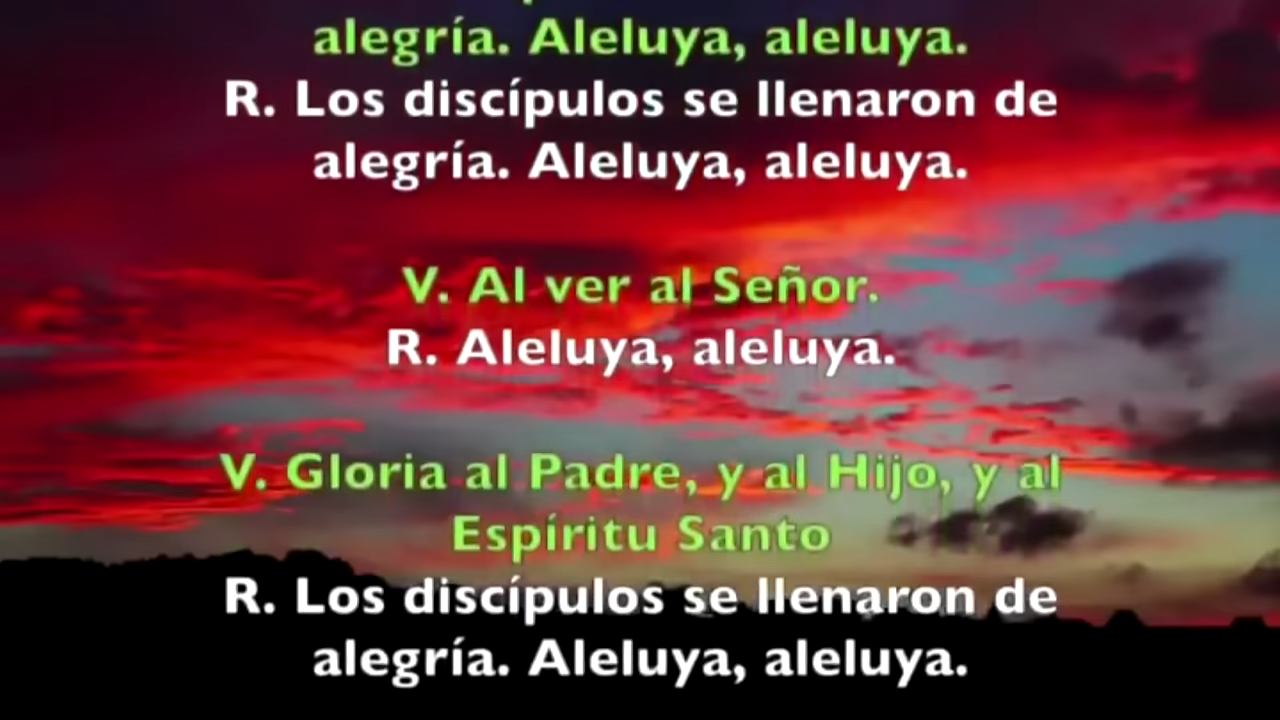 alegría. Aleluya, aleluya.
R. Los discípulos se llenaron de
alegría. Aleluya, aleluya.
V. Al ver al Señor.
R. Aleluya, aleluya.
V. Gloria al Padre, y al Hijo, y al
Espíritu Santo
R. Los discípulos se llenaron de
alegría. Aleluya, aleluya.